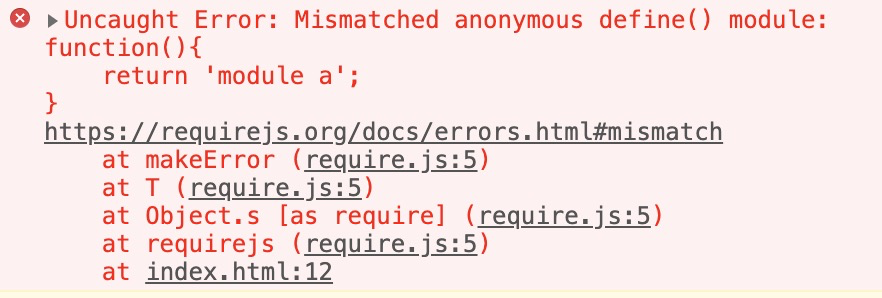 Uncaught Error: Mismatched anonymous define() module:
function(){
    return 'module a';
}
https://requirejs.org/docs/errors.html#mismatch
    at makeError (require.js:5)
    at T (require.js:5)
    at Object.s [as require] (require.js:5)
    at requirejs (require.js:5)
    at index.html:12